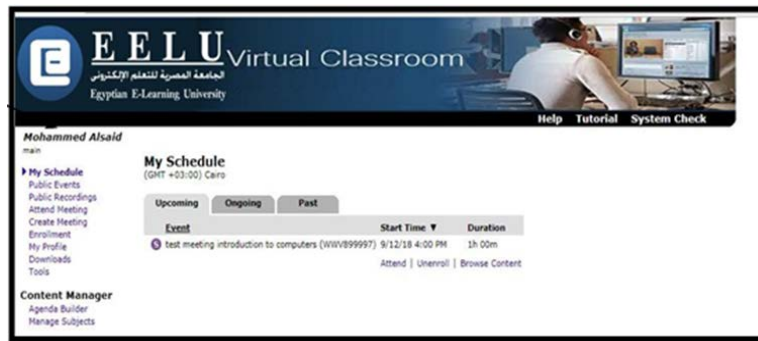 EELU Virtual Classroom
الجامعة المصرية للتعلم الإلكتروني
Egyptian E-Learning University
Help Tutorial System Check
Mohammed Alsaid
main
My Schedule
Public Events
Public Recordings
Attend Meeting
Create Meeting
Enrollment
My Profile
Downloads
Tools
Content Manager
Agenda Builder
Manage Subjects
My Schedule
(GMT +03:00) Cairo
Upcoming Ongoing Past
Event Start Time ▼ Duration
S test meeting introduction to computers (WWV899997) 9/12/18 4:00 PM 1h 00m
Attend | Unenroll | Browse Content